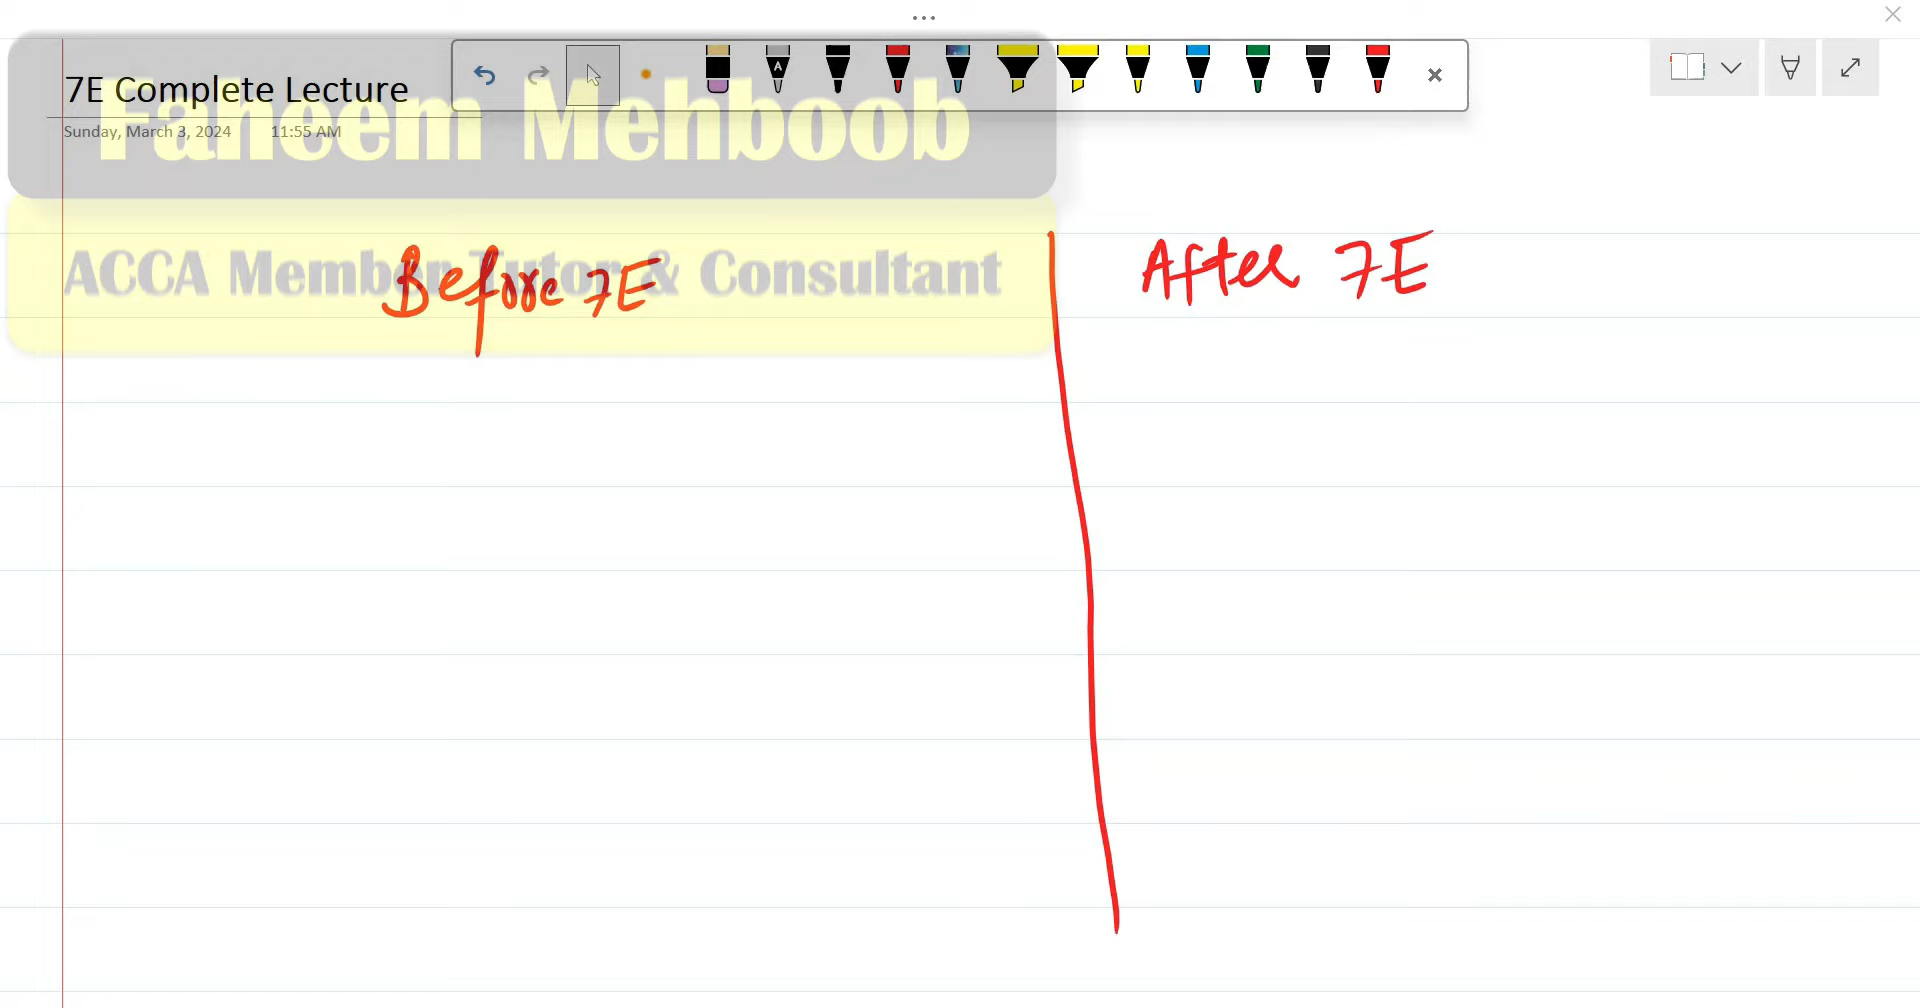 7E Complete Lecture
Sunday, March 3, 2024 11:55 AM
Faheem Mehboob
ACCA Member Tutor & Consultant
Before 7E
After 7E
A